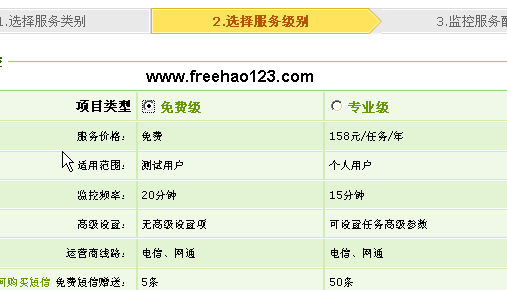 1.选择服务类别 2.选择服务级别 3.监控服务
www.freehao123.com
项目类型 免费级 专业级
服务价格： 免费 158元/任务/年
适用范围： 测试用户 个人用户
监控频率： 20分钟 15分钟
高级设置： 无高级设置项 可设置任务高级参数
运营商线路： 电信、网通 电信、网通
何购买短信 免费短信赠送： 5条 50条